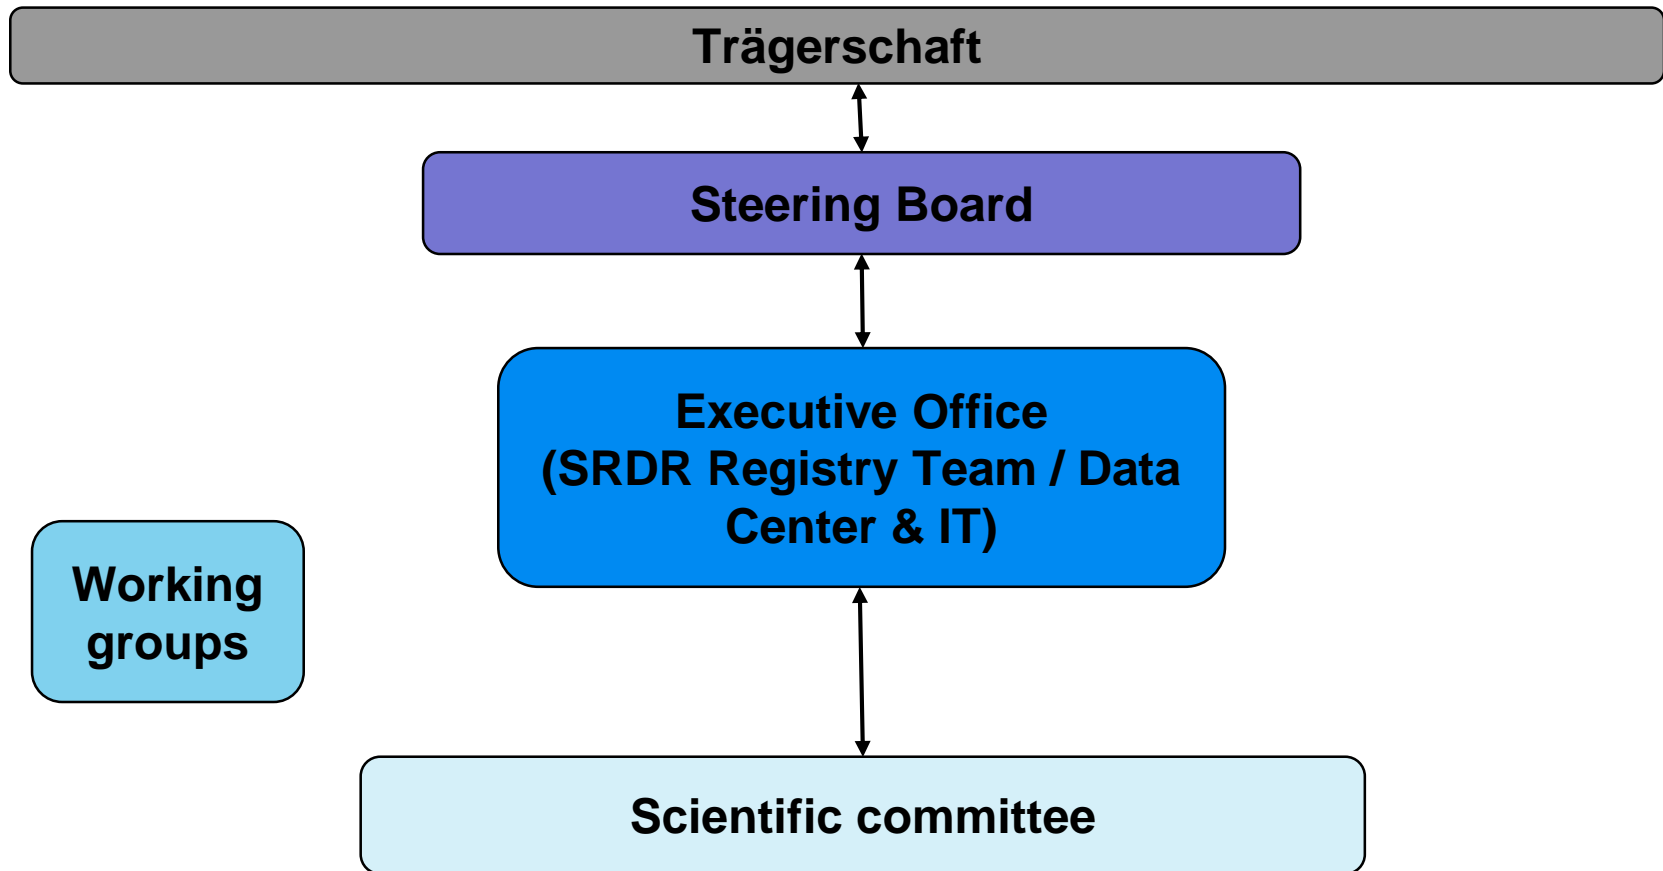 Trägerschaft
Steering Board
Executive Office
(SRDR Registry Team / Data
Center & IT)
Working
groups
Scientific committee